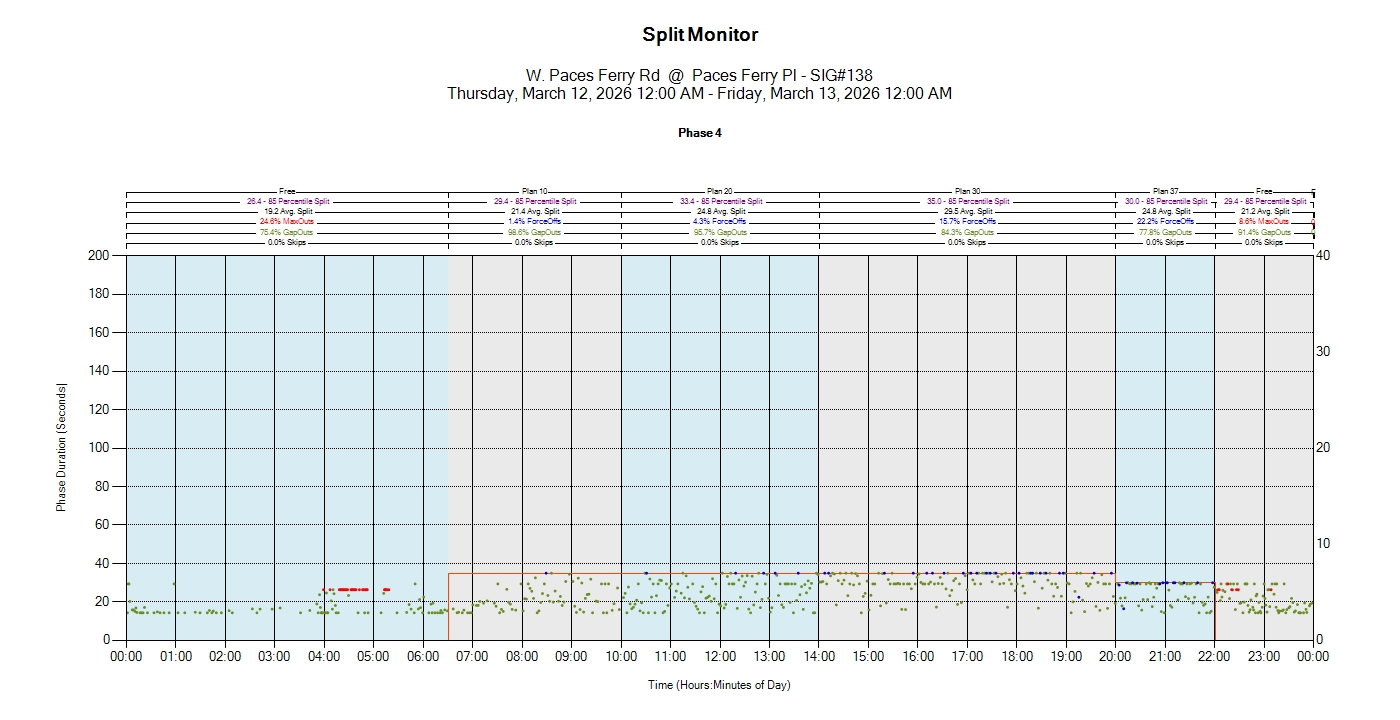 Split Monitor
W. Paces Ferry Rd @ Paces Ferry Pl - SIG#138
Thursday, March 12, 2026 12:00 AM - Friday, March 13, 2026 12:00 AM
Phase 4
Free Plan 10 Plan 20 Plan 30 Plan 37 Free
26.4 - 85 Percentile Split 29.4 - 85 Percentile Split 33.4 - 85 Percentile Split 35.0 - 85 Percentile Split 30.0 - 85 Percentile Split 29.4 - 85 Percentile Split
19.2 Avg. Split 21.4 Avg. Split 24.8 Avg. Split 29.5 Avg. Split 24.8 Avg. Split 21.2 Avg. Split
24.6% MaxOuts 1.4% ForceOffs 4.3% ForceOffs 15.7% ForceOffs 22.2% ForceOffs 8.6% MaxOuts
75.4% GapOuts 98.6% GapOuts 95.7% GapOuts 84.3% GapOuts 77.8% GapOuts 91.4% GapOuts
0.0% Skips 0.0% Skips 0.0% Skips 0.0% Skips 0.0% Skips 0.0% Skips
200 40
180
160
30
140
120
100 20
80
60
10
40
20
0 0
Phase Duration (Seconds)
00:00 01:00 02:00 03:00 04:00 05:00 06:00 07:00 08:00 09:00 10:00 11:00 12:00 13:00 14:00 15:00 16:00 17:00 18:00 19:00 20:00 21:00 22:00 23:00 00:00
Time (Hours:Minutes of Day)